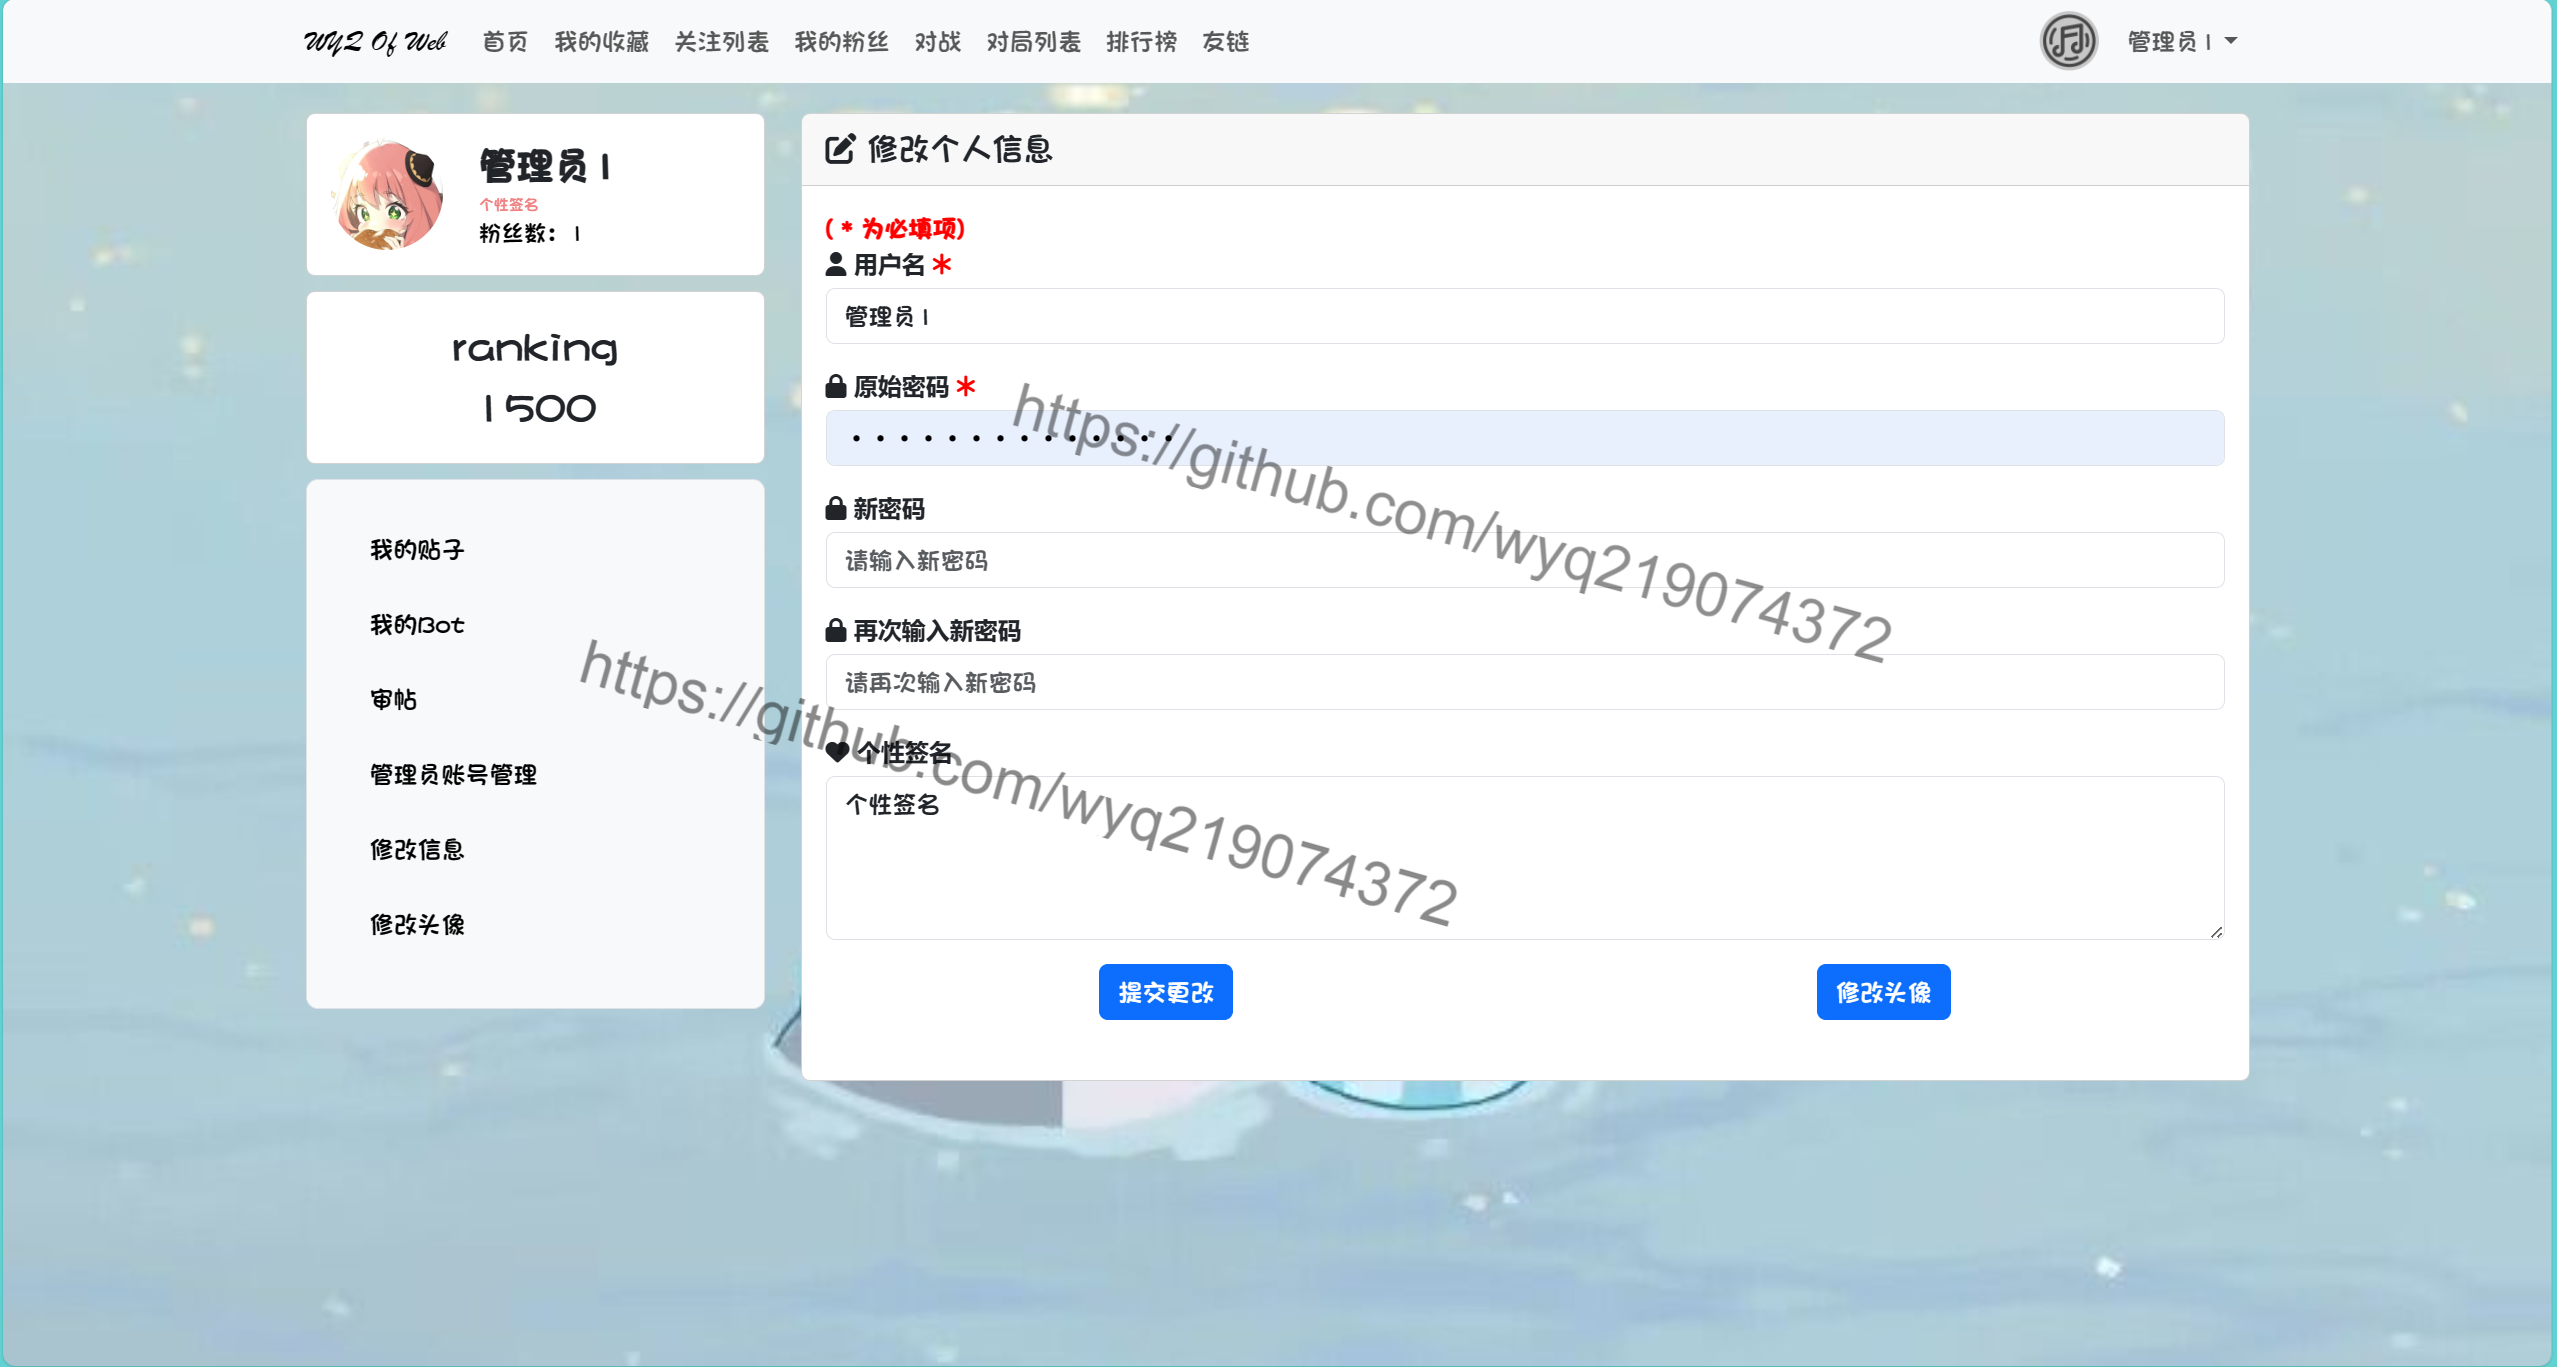 WYQ Of Web 首页 我的收藏 关注列表 我的粉丝 对战 对局列表 排行榜 友链 管理员1
管理员1
个性签名
粉丝数：1
ranking
1500
我的贴子
我的Bot
审帖
管理员账号管理
修改信息
修改头像
修改个人信息
( * 为必填项)
用户名 *
管理员1
原始密码 *
新密码
请输入新密码
再次输入新密码
请再次输入新密码
个性签名
个性签名
提交更改 修改头像
https://github.com/wyq219074372
https://github.com/wyq219074372